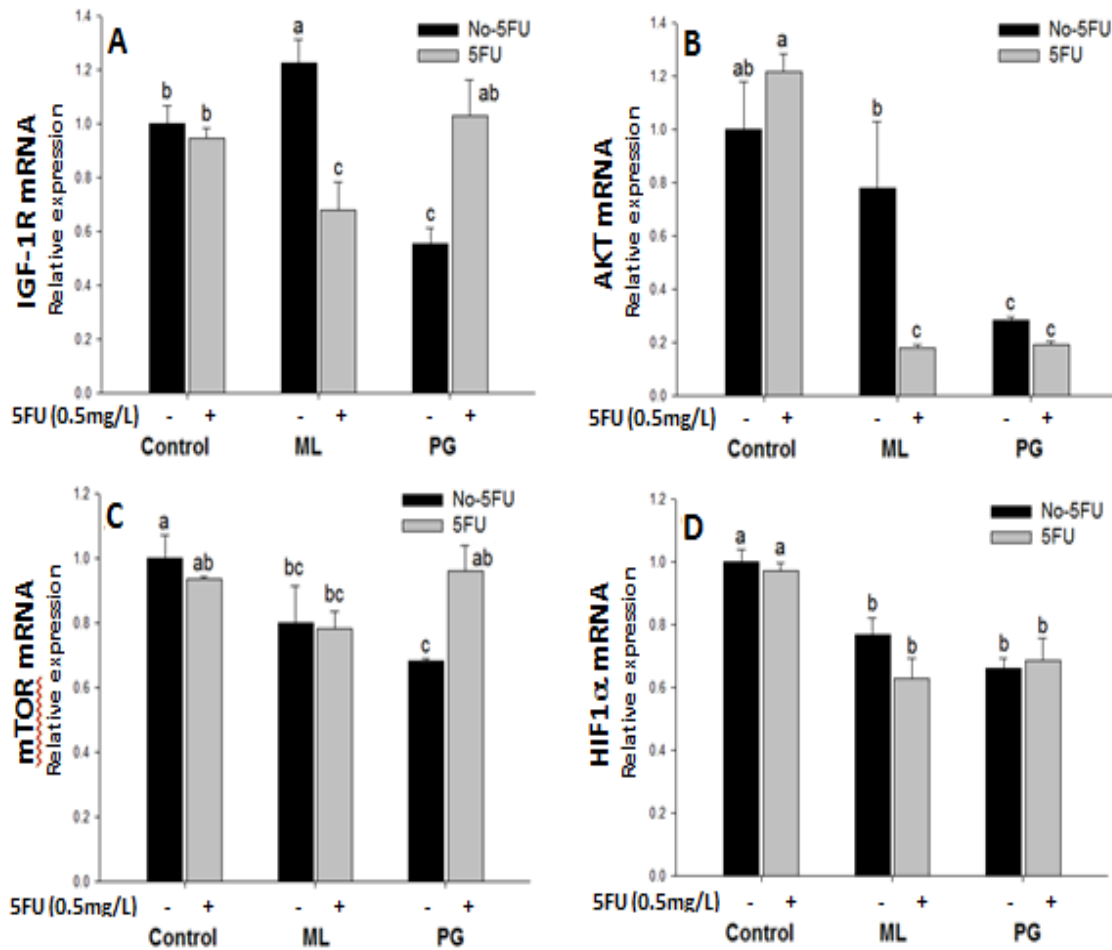 A
No-5FU
5FU
IGF-1R mRNA
Relative expression
1.4
1.2
1.0
0.8
0.6
0.4
0.2
0.0
b
b
a
c
c
ab
5FU (0.5mg/L) - + - + - +
Control ML PG
B
No-5FU
5FU
AKT mRNA
Relative expression
1.4
1.2
1.0
0.8
0.6
0.4
0.2
0.0
ab
a
b
c
c
c
5FU (0.5mg/L) - + - + - +
Control ML PG
C
No-5FU
5FU
mTOR mRNA
Relative expression
1.2
1.0
0.8
0.6
0.4
0.2
0.0
a
ab
bc
bc
c
ab
5FU (0.5mg/L) - + - + - +
Control ML PG
D
No-5FU
5FU
HIF1α mRNA
Relative expression
1.2
1.0
0.8
0.6
0.4
0.2
0.0
a
a
b
b
b
b
5FU (0.5mg/L) - + - + - +
Control ML PG